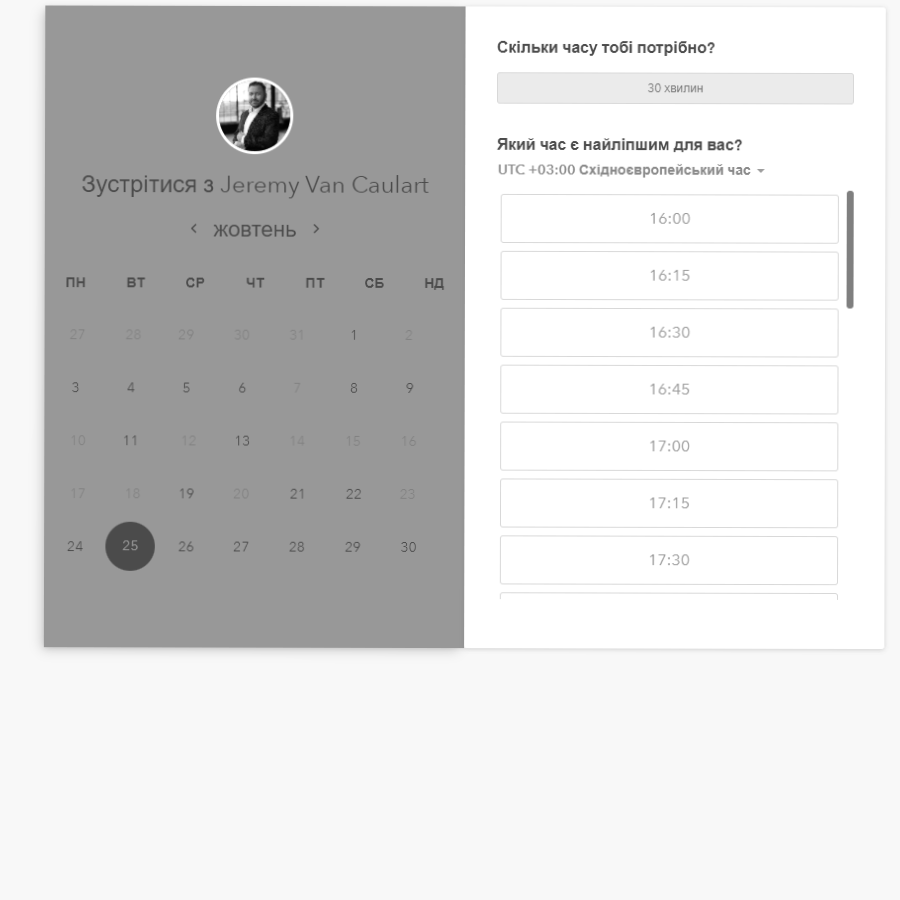 Зустрітися з Jeremy Van Caulart
жовтень
ПН ВТ СР ЧТ ПТ СБ НД
27 28 29 30 31 1 2
3 4 5 6 7 8 9
10 11 12 13 14 15 16
17 18 19 20 21 22 23
24 25 26 27 28 29 30
Скільки часу тобі потрібно?
30 хвилин
Який час є найліпшим для вас?
UTC +03:00 Східноєвропейський час
16:00
16:15
16:30
16:45
17:00
17:15
17:30